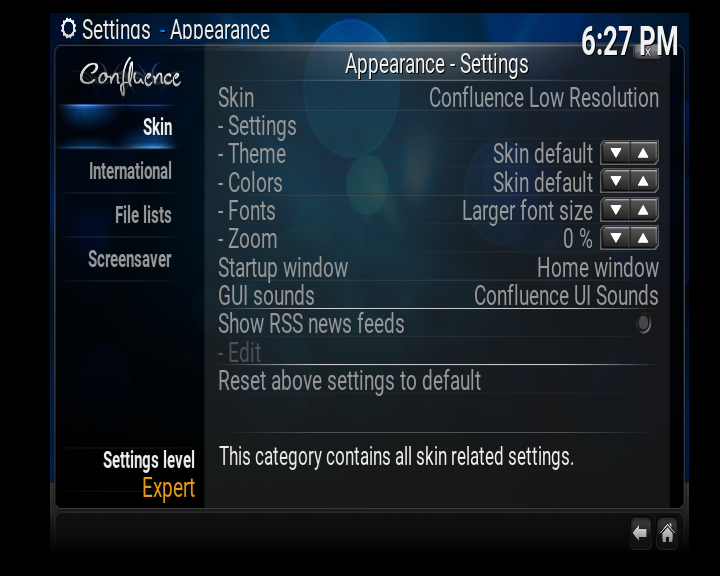 Settings - Appearance
6:27 PM
x
Appearance - Settings
Confluence
Skin
International
File lists
Screensaver
Settings level
Expert
Skin Confluence Low Resolution
- Settings
- Theme Skin default
- Colors Skin default
- Fonts Larger font size
- Zoom 0 %
Startup window Home window
GUI sounds Confluence UI Sounds
Show RSS news feeds
- Edit
Reset above settings to default
This category contains all skin related settings.